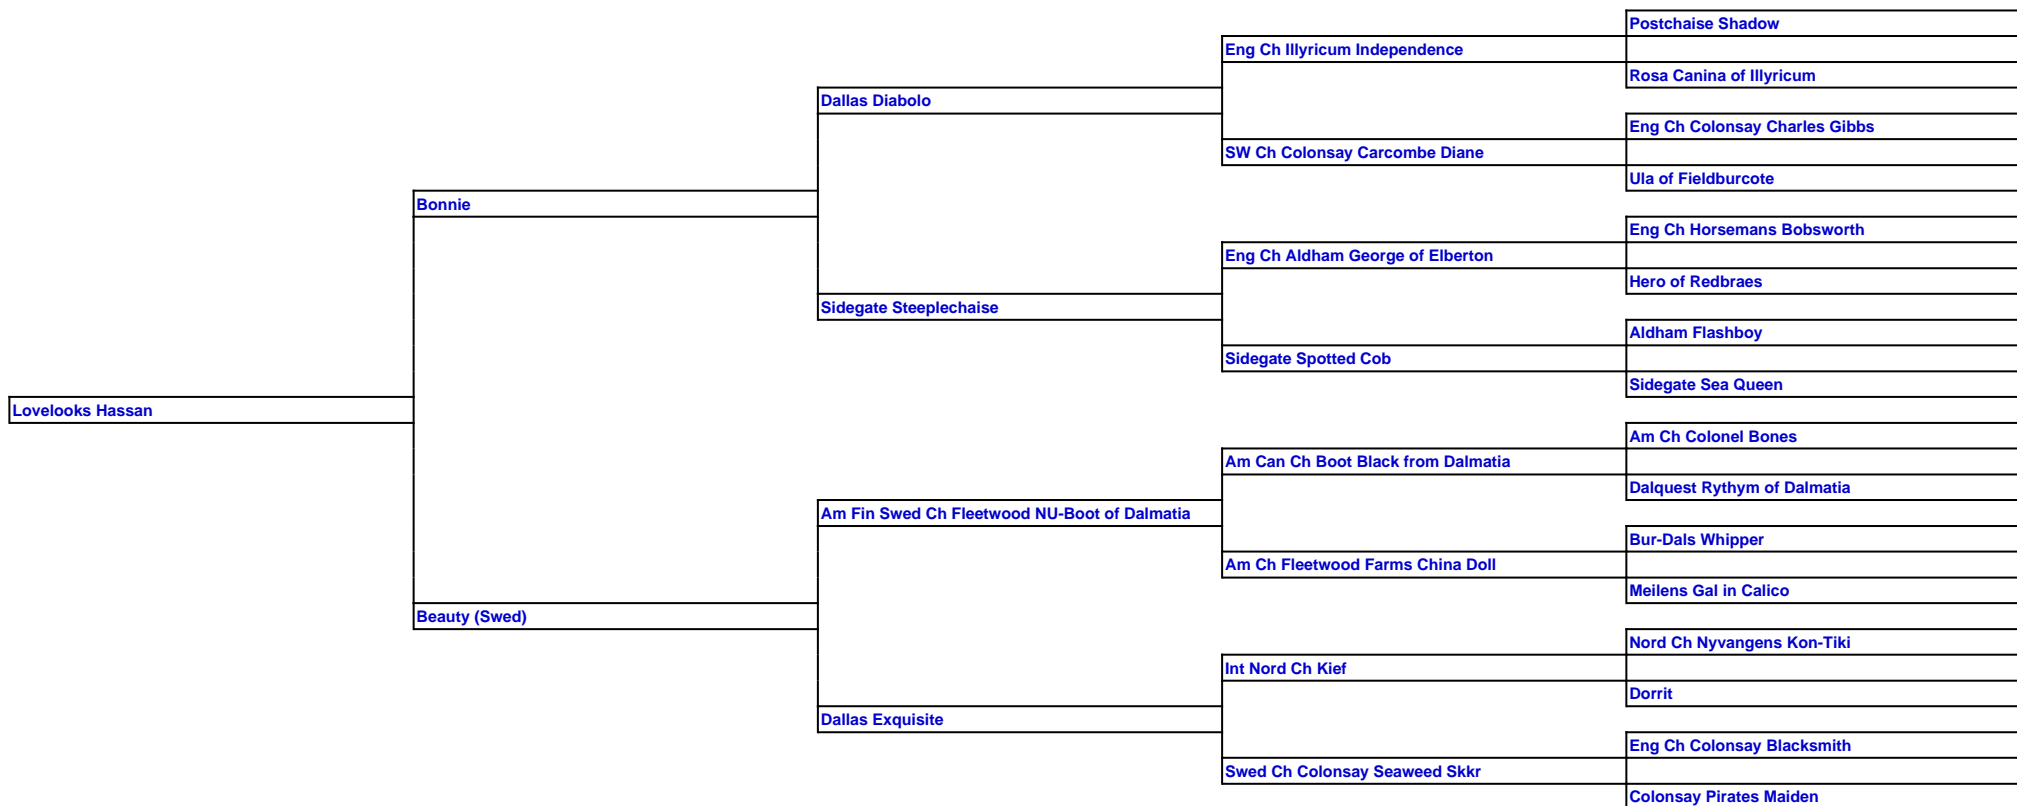 Postchaise Shadow
Eng Ch Illyricum Independence
Rosa Canina of Illyricum
Dallas Diabolo
Eng Ch Colonsay Charles Gibbs
SW Ch Colonsay Carcombe Diane
Ula of Fieldburcote
Bonnie
Eng Ch Horsemans Bobsworth
Eng Ch Aldham George of Elberton
Hero of Redbraes
Sidegate Steeplechaise
Aldham Flashboy
Sidegate Spotted Cob
Sidegate Sea Queen
Lovelooks Hassan
Am Ch Colonel Bones
Am Can Ch Boot Black from Dalmatia
Dalquest Rythym of Dalmatia
Am Fin Swed Ch Fleetwood NU-Boot of Dalmatia
Bur-Dals Whipper
Am Ch Fleetwood Farms China Doll
Meilens Gal in Calico
Beauty (Swed)
Nord Ch Nyvangens Kon-Tiki
Int Nord Ch Kief
Dorrit
Dallas Exquisite
Eng Ch Colonsay Blacksmith
Swed Ch Colonsay Seaweed Skkr
Colonsay Pirates Maiden